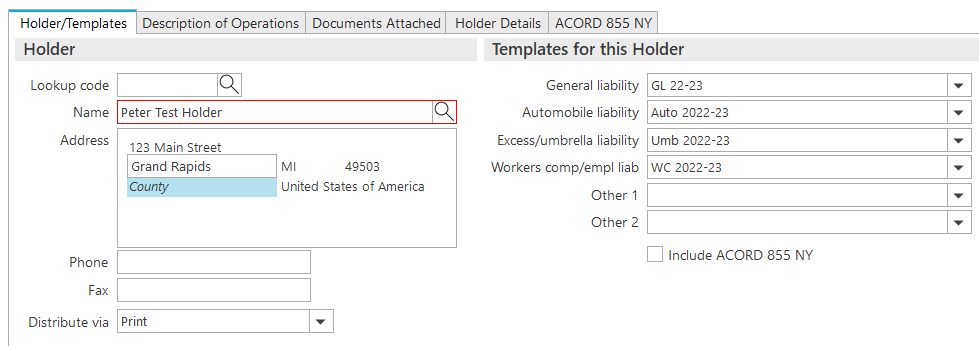 Holder/Templates Description of Operations Documents Attached Holder Details ACORD 855 NY
Holder
Lookup code
Name Peter Test Holder
Address
123 Main Street
Grand Rapids MI 49503
County United States of America
Phone
Fax
Distribute via Print
Templates for this Holder
General liability GL 22-23
Automobile liability Auto 2022-23
Excess/umbrella liability Umb 2022-23
Workers comp/empl liab WC 2022-23
Other 1
Other 2
Include ACORD 855 NY